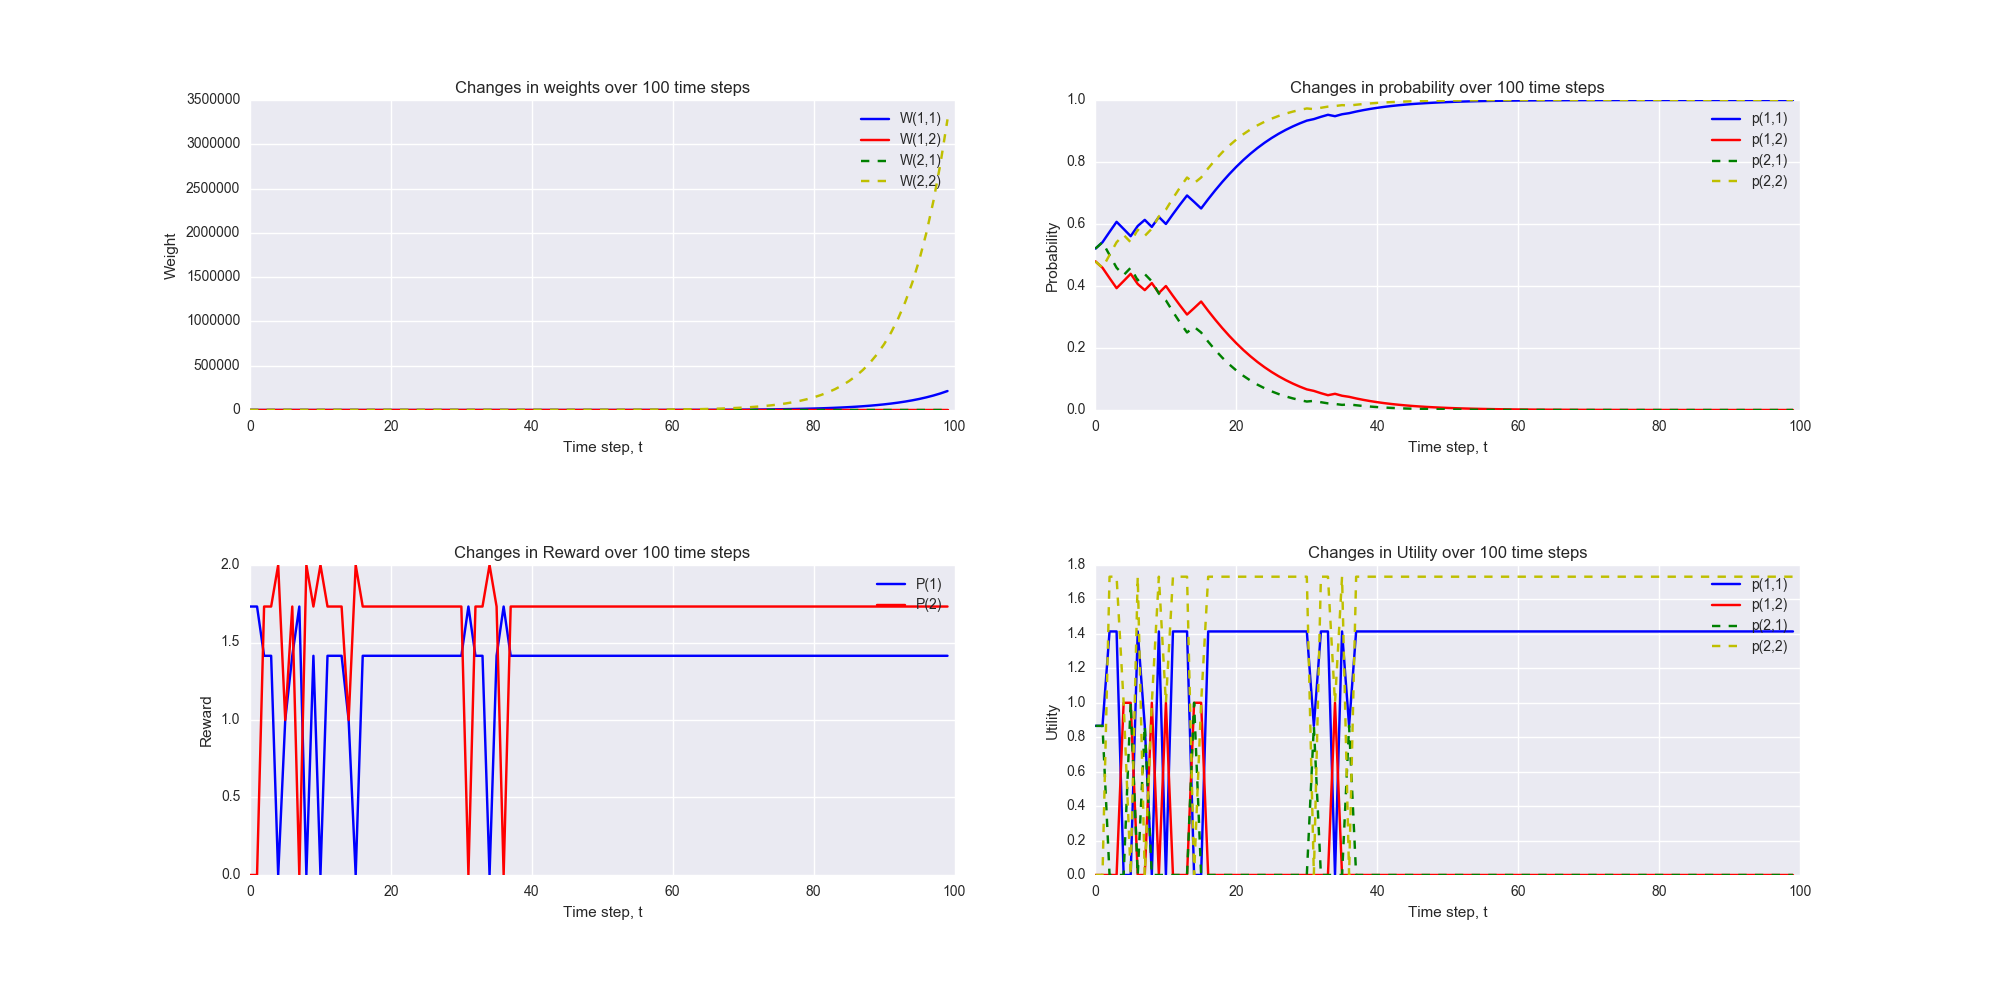 Changes in weights over 100 time steps
3500000
3000000
2500000
2000000
1500000
1000000
500000
0
Weight
W(1,1)
W(1,2)
W(2,1)
W(2,2)
0 20 40 60 80 100
Time step, t
Changes in probability over 100 time steps
1.0
0.8
0.6
0.4
0.2
0.0
Probability
p(1,1)
p(1,2)
p(2,1)
p(2,2)
0 20 40 60 80 100
Time step, t
Changes in Reward over 100 time steps
2.0
1.5
1.0
0.5
0.0
Reward
P(1)
P(2)
0 20 40 60 80 100
Time step, t
Changes in Utility over 100 time steps
1.8
1.6
1.4
1.2
1.0
0.8
0.6
0.4
0.2
0.0
Utility
p(1,1)
p(1,2)
p(2,1)
p(2,2)
0 20 40 60 80 100
Time step, t